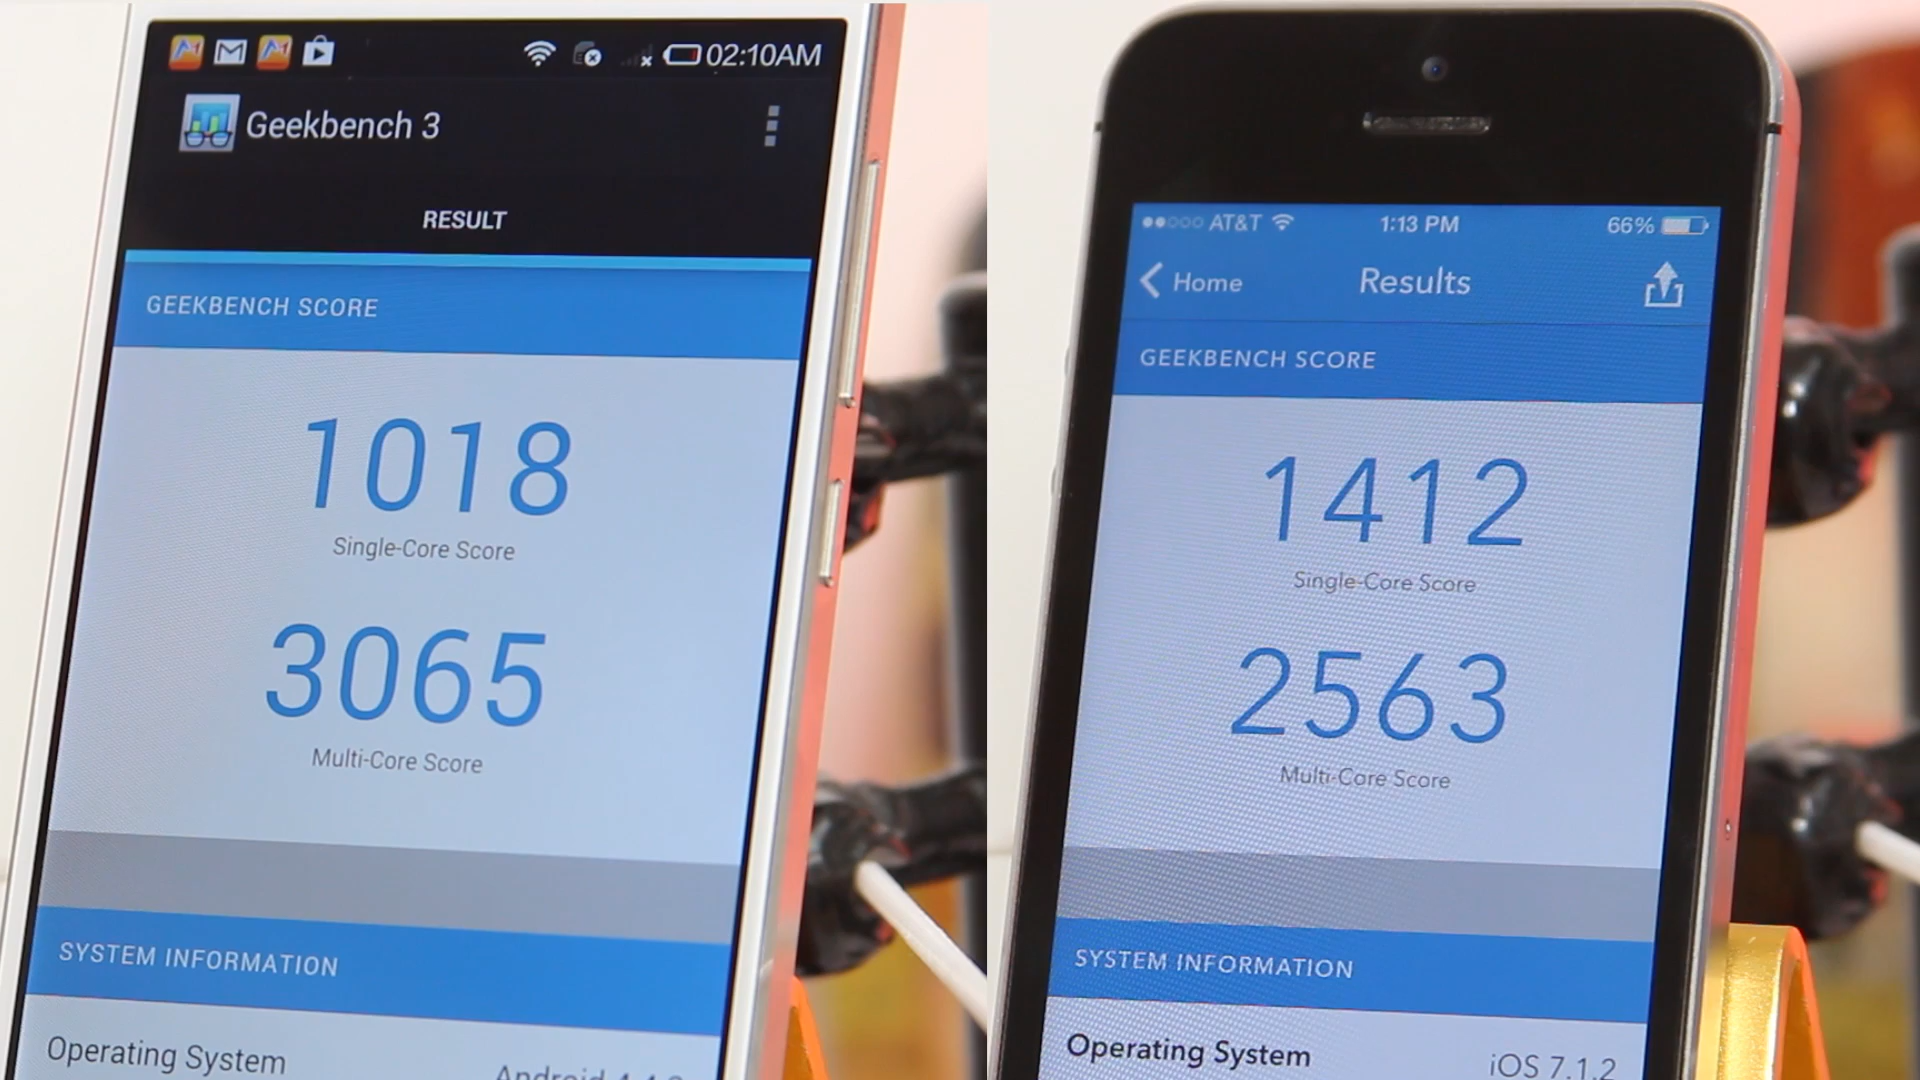 02:10AM
Geekbench 3
RESULT
GEEKBENCH SCORE
1018
Single-Core Score
3065
Multi-Core Score
SYSTEM INFORMATION
Operating System
Android
AT&T 1:13 PM 66%
Home Results
GEEKBENCH SCORE
1412
Single-Core Score
2563
Multi-Core Score
SYSTEM INFORMATION
Operating System iOS 7.1.2